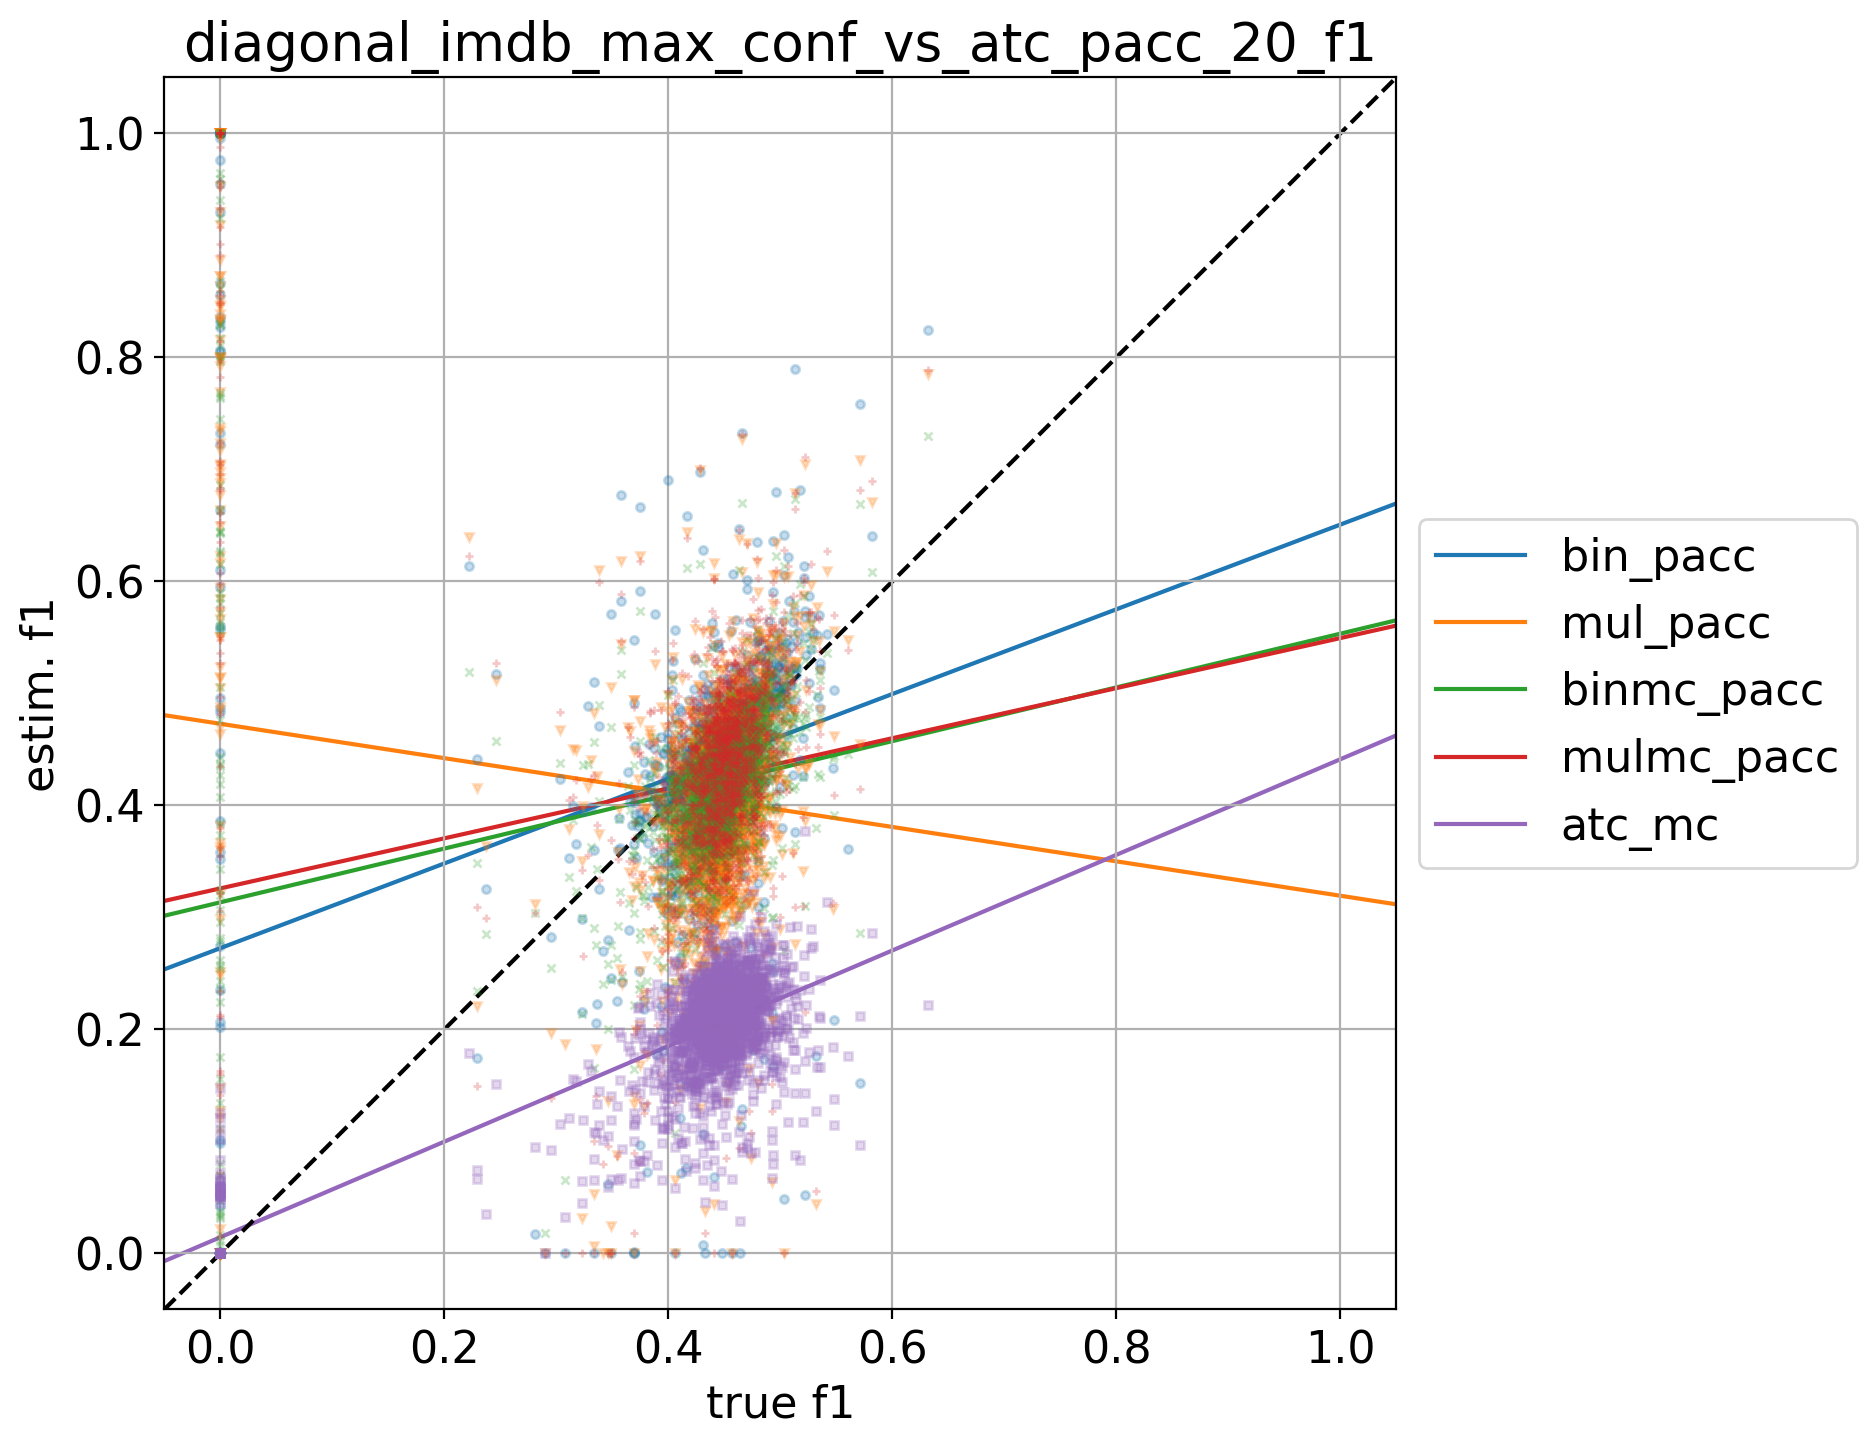 diagonal_imdb_max_conf_vs_atc_pacc_20_f1
1.0
0.8
0.6
0.4
0.2
0.0
estim. f1
0.0 0.2 0.4 0.6 0.8 1.0
true f1
bin_pacc
mul_pacc
binmc_pacc
mulmc_pacc
atc_mc